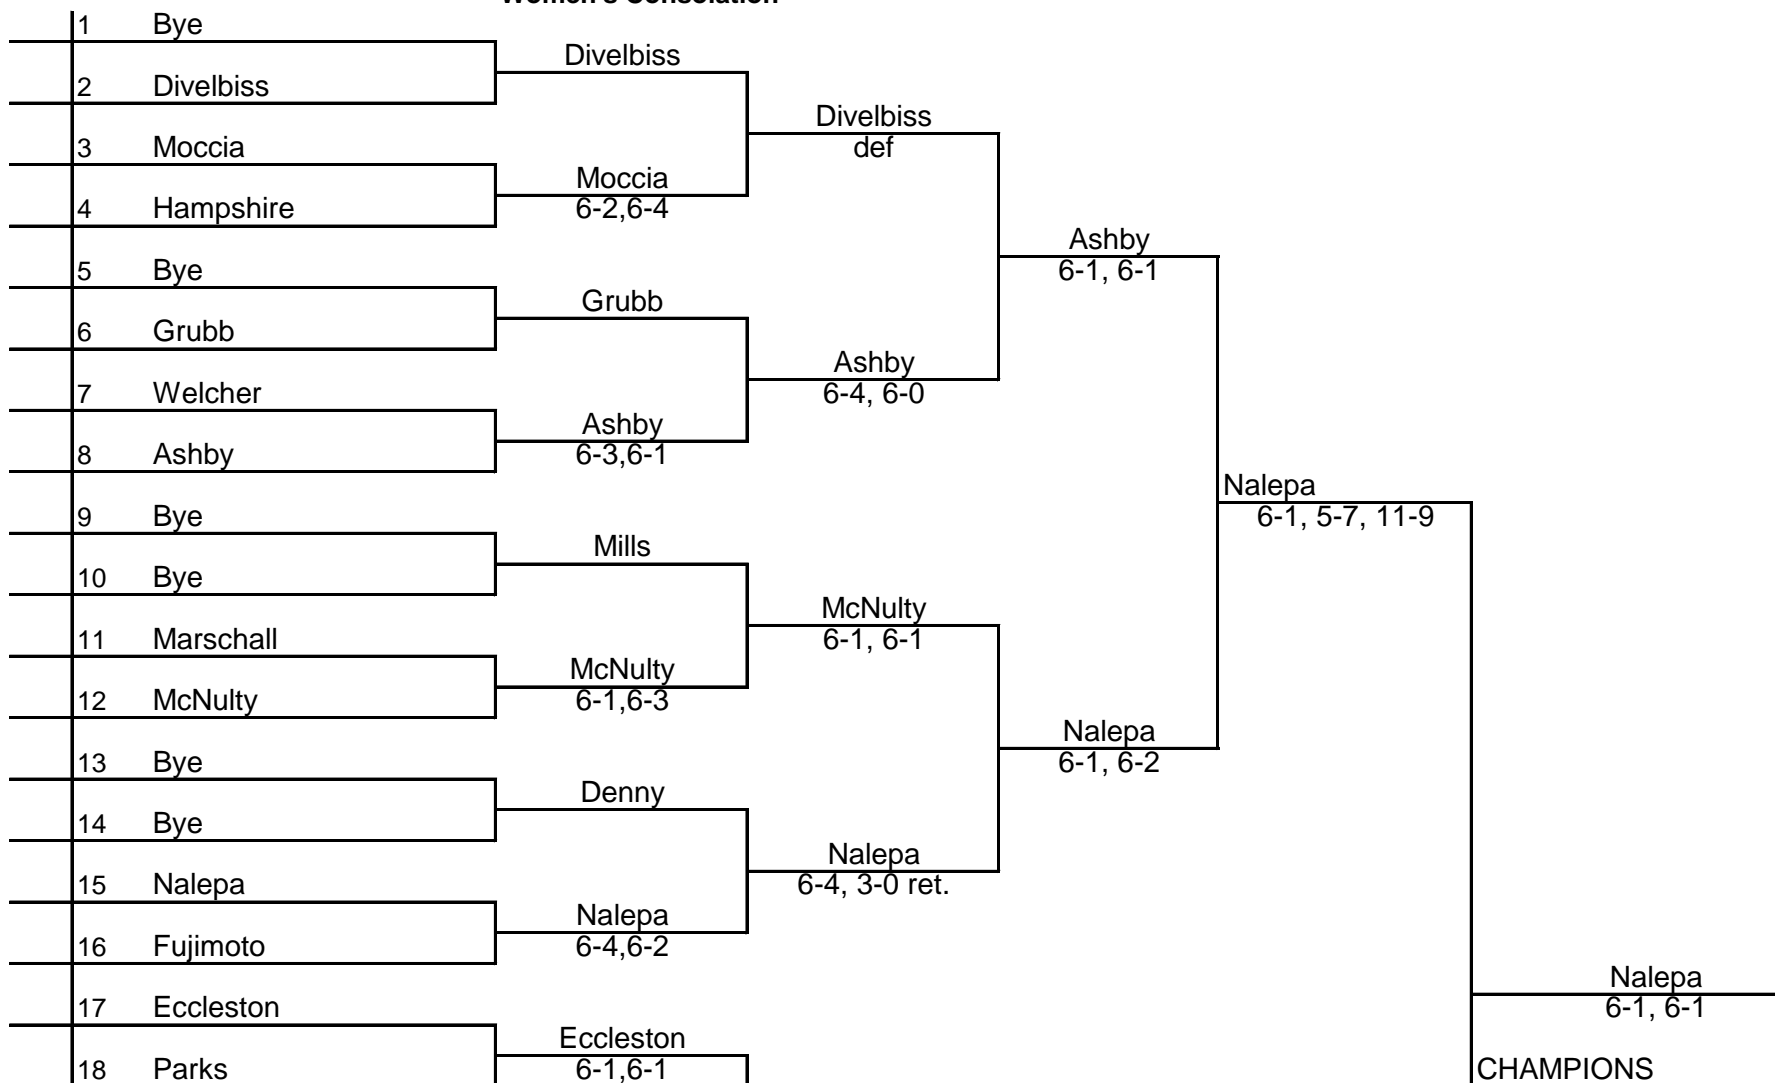 Women's Consolation
1 Bye
Divelbiss
2 Divelbiss
Divelbiss
def
3 Moccia
Moccia
6-2,6-4
4 Hampshire
Ashby
6-1, 6-1
5 Bye
Grubb
6 Grubb
Ashby
6-4, 6-0
7 Welcher
Ashby
6-3,6-1
8 Ashby
Nalepa
6-1, 5-7, 11-9
9 Bye
Mills
10 Bye
McNulty
6-1, 6-1
11 Marschall
McNulty
6-1,6-3
12 McNulty
Nalepa
6-1, 6-2
13 Bye
Denny
14 Bye
Nalepa
6-4, 3-0 ret.
15 Nalepa
Nalepa
6-4,6-2
16 Fujimoto
Nalepa
6-1, 6-1
17 Eccleston
Eccleston
6-1,6-1
18 Parks
CHAMPIONS